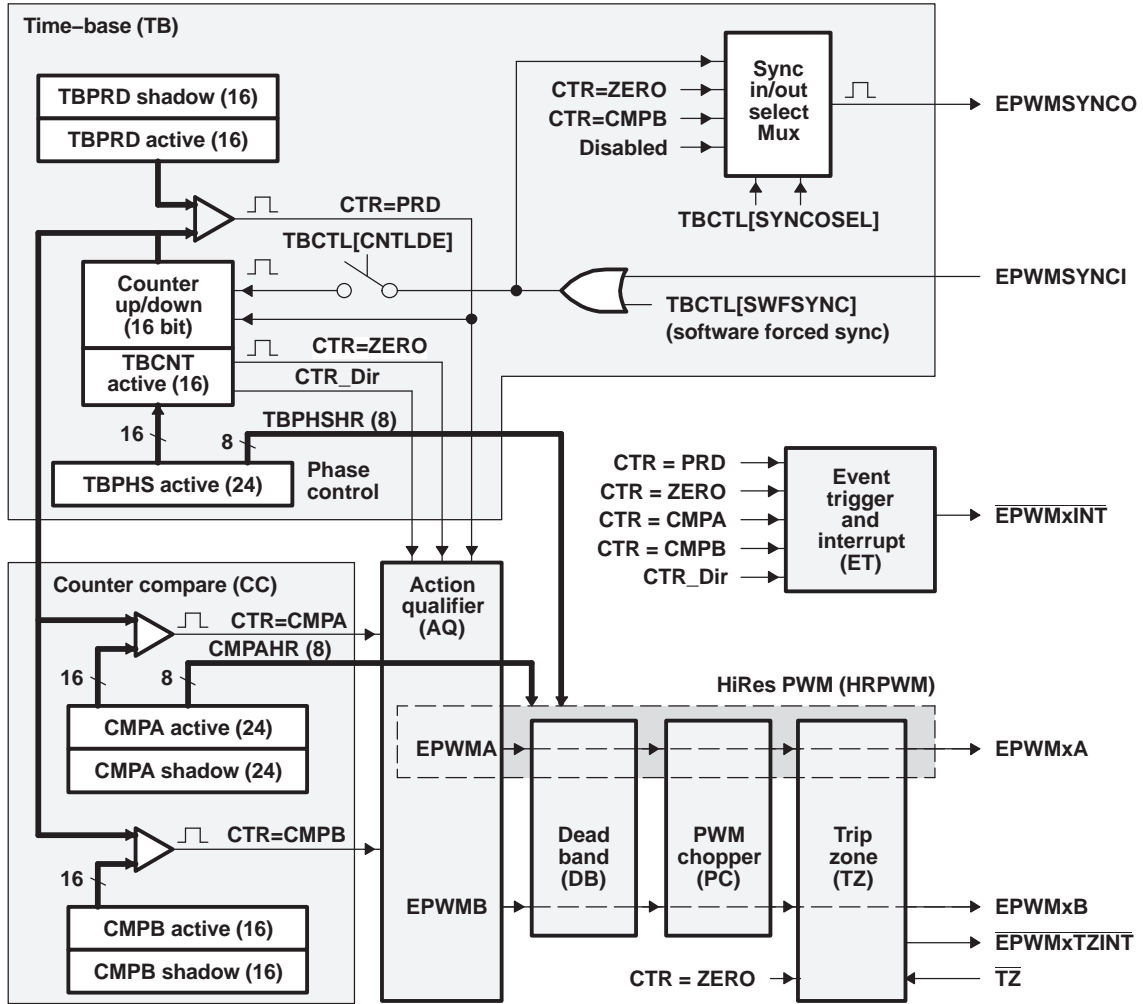 Time−base (TB)
TBPRD shadow (16)
TBPRD active (16)
CTR=PRD
TBCTL[CNTLDE]
Counter
up/down
(16 bit)
TBCNT
active (16)
CTR=ZERO
CTR_Dir
16
8
TBPHSHR (8)
TBPHS active (24)
Phase
control
CTR=ZERO
CTR=CMPB
Disabled
Sync
in/out
select
Mux
EPWMSYNCO
TBCTL[SYNCOSEL]
EPWMSYNCI
TBCTL[SWFSYNC]
(software forced sync)
CTR = PRD
CTR = ZERO
CTR = CMPA
CTR = CMPB
CTR_Dir
Event
trigger
and
interrupt
(ET)
EPWMxINT
Counter compare (CC)
CTR=CMPA
CMPAHR (8)
16
8
CMPA active (24)
CMPA shadow (24)
CTR=CMPB
16
CMPB active (16)
CMPB shadow (16)
Action
qualifier
(AQ)
EPWMA
EPWMB
HiRes PWM (HRPWM)
Dead
band
(DB)
PWM
chopper
(PC)
Trip
zone
(TZ)
CTR = ZERO
EPWMxA
EPWMxB
EPWMxTZINT
TZ